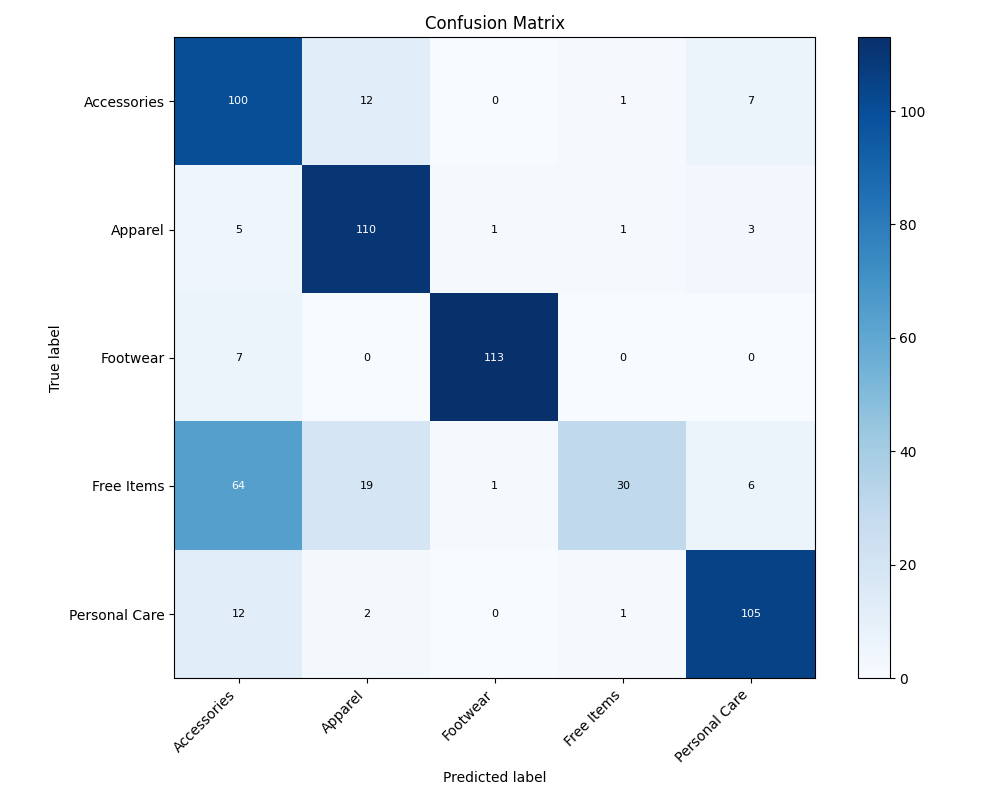 Confusion Matrix
Accessories 100 12 0 1 7
Apparel 5 110 1 1 3
Footwear 7 0 113 0 0
Free Items 64 19 1 30 6
Personal Care 12 2 0 1 105
True label
Accessories Apparel Footwear Free Items Personal Care
Predicted label
100
80
60
40
20
0